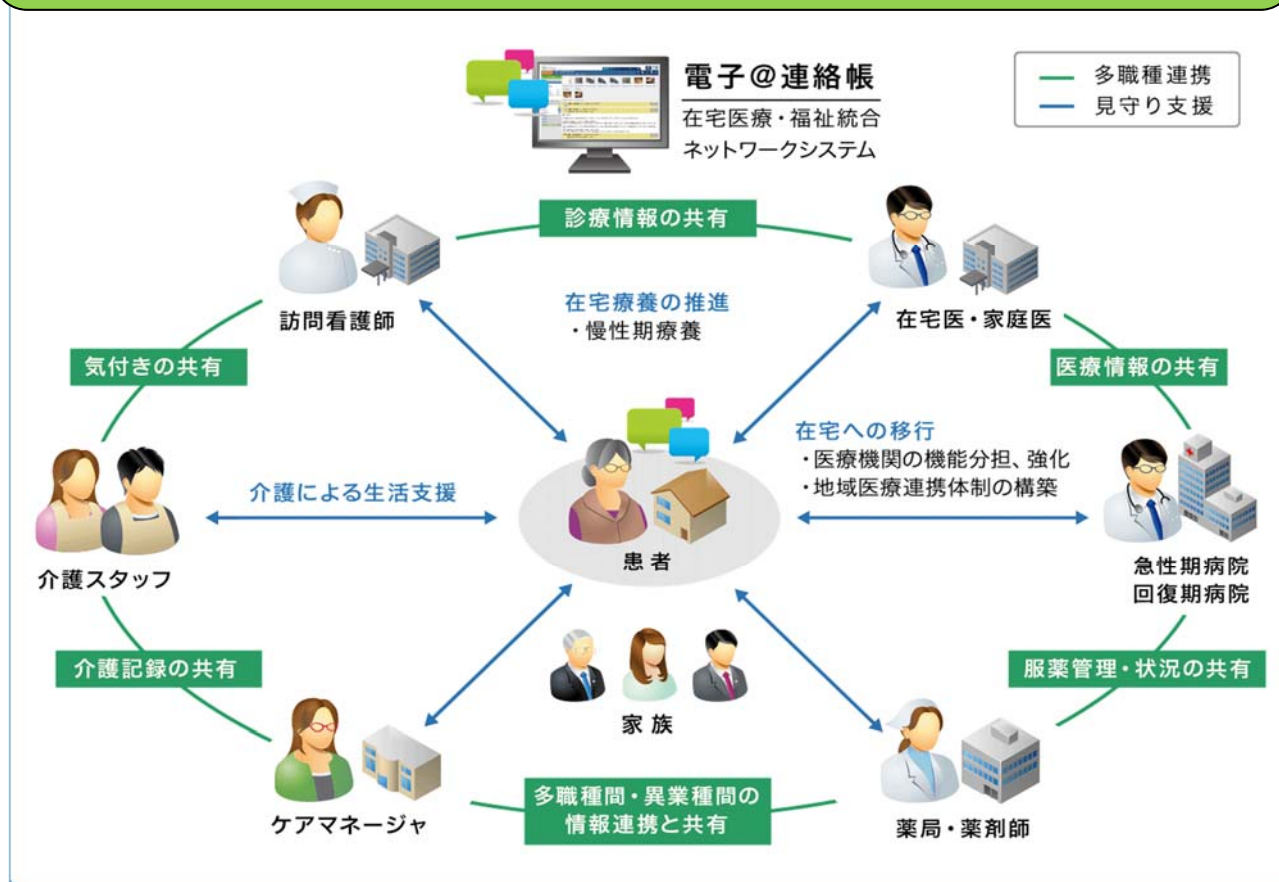 電子@連絡帳
在宅医療・福祉統合
ネットワークシステム
多職種連携
見守り支援
診療情報の共有
訪問看護師
在宅療養の推進
・慢性期療養
在宅医・家庭医
気付きの共有
医療情報の共有
在宅への移行
・医療機関の機能分担、強化
・地域医療連携体制の構築
介護による生活支援
患者
介護スタッフ
急性期病院
回復期病院
介護記録の共有
服薬管理・状況の共有
家族
ケアマネージャ
多職種間・異業種間の
情報連携と共有
薬局・薬剤師